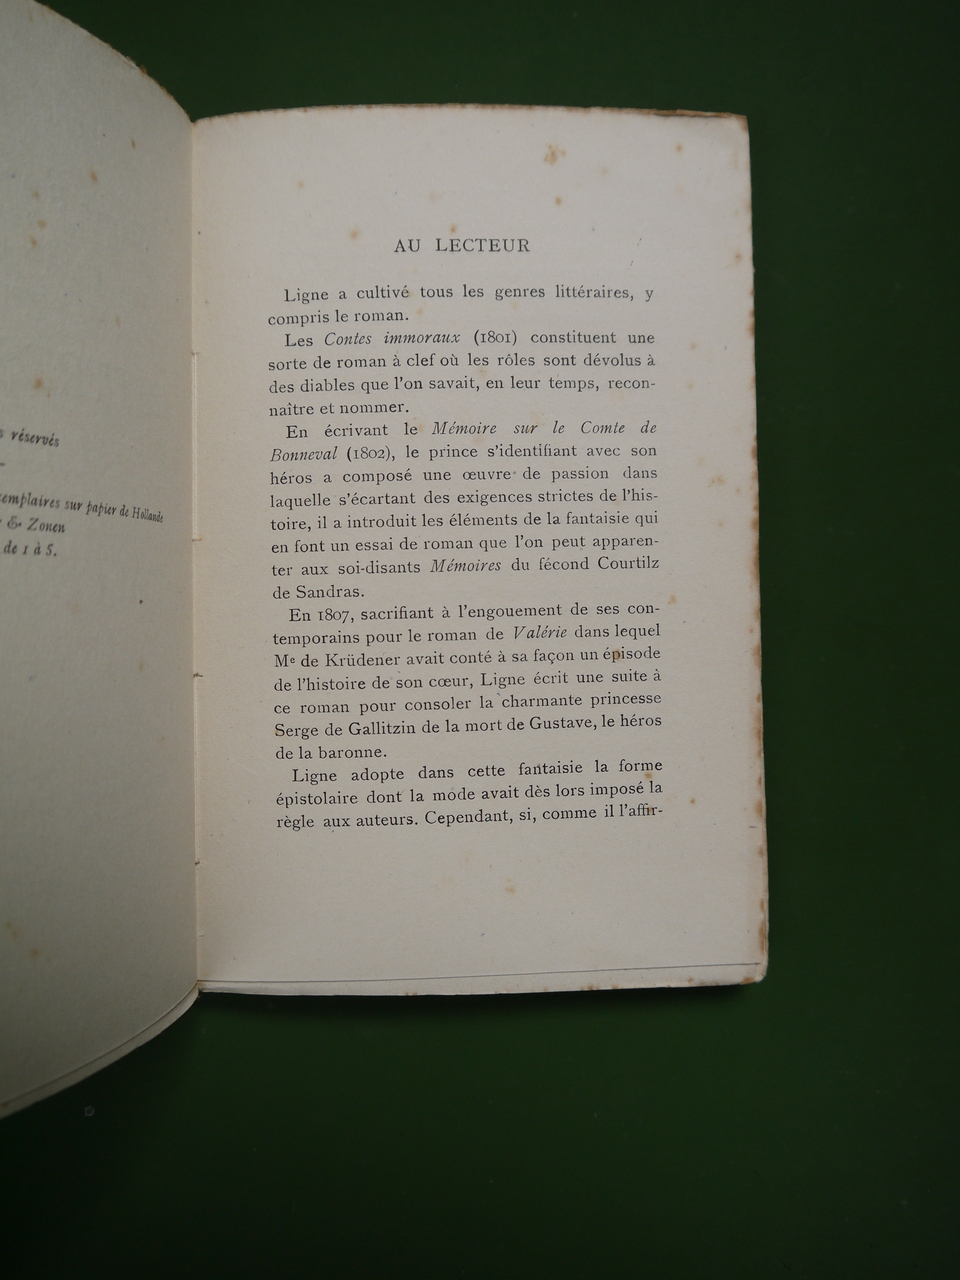 réservés
emplaires sur papier de Hollande
& Zonen
de 1 à 5.
AU LECTEUR
Ligne a cultivé tous les genres littéraires, y
compris le roman.
Les Contes immoraux (1801) constituent une
sorte de roman à clef où les rôles sont dévolus à
des diables que l'on savait, en leur temps, recon-
naître et nommer.
En écrivant le Mémoire sur le Comte de
Bonneval (1802), le prince s'identifiant avec son
héros a composé une œuvre de passion dans
laquelle s'écartant des exigences strictes de l'his-
toire, il a introduit les éléments de la fantaisie qui
en font un essai de roman que l'on peut apparen-
ter aux soi-disants Mémoires du fécond Courtilz
de Sandras.
En 1807, sacrifiant à l'engouement de ses con-
temporains pour le roman de Valérie dans lequel
Me de Krüdener avait conté à sa façon un épisode
de l'histoire de son cœur, Ligne écrit une suite à
ce roman pour consoler la charmante princesse
Serge de Gallitzin de la mort de Gustave, le héros
de la baronne.
Ligne adopte dans cette fantaisie la forme
épistolaire dont la mode avait dès lors imposé la
règle aux auteurs. Cependant, si, comme il l'affir-